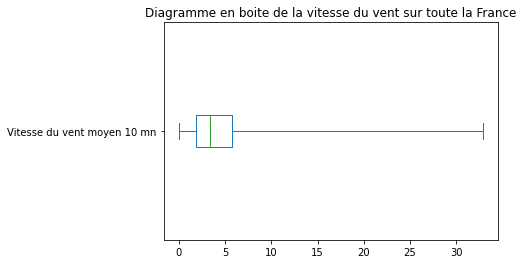 Diagramme en boite de la vitesse du vent sur toute la France
Vitesse du vent moyen 10 mn
0 5 10 15 20 25 30